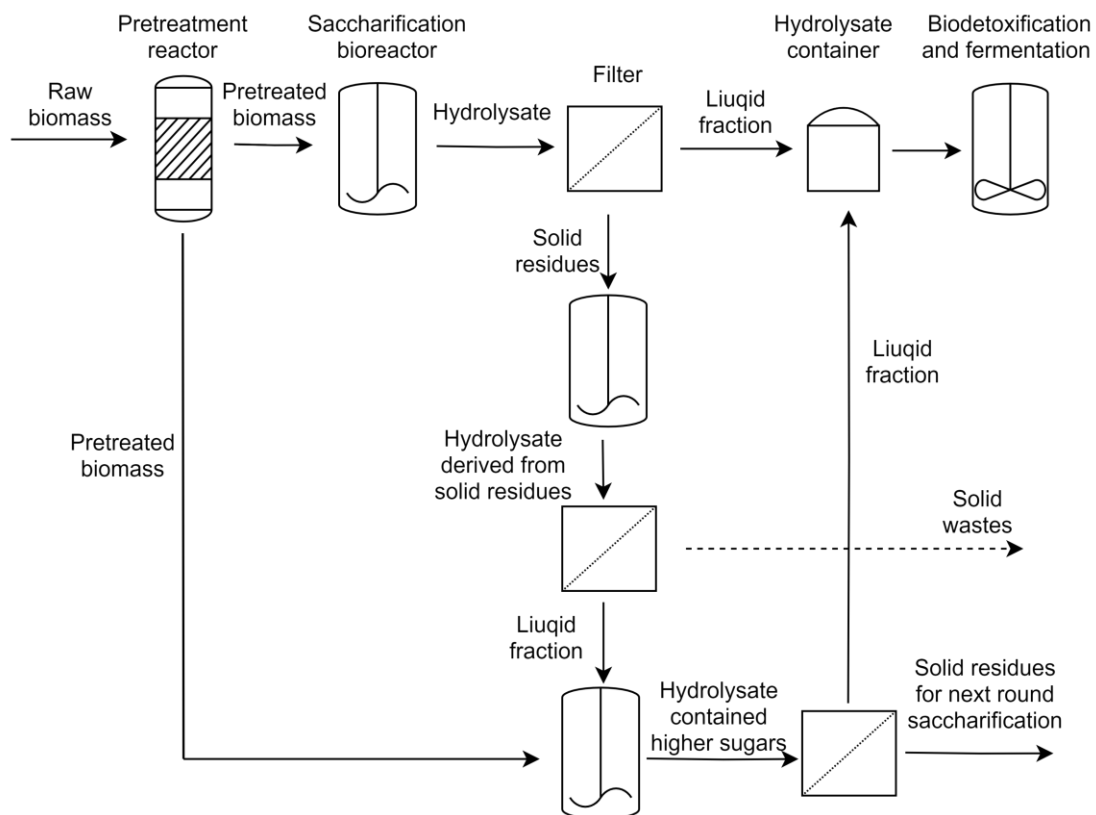 Pretreatment
reactor
Saccharification
bioreactor
Filter
Hydrolysate
container
Biodetoxification
and fermentation
Raw
biomass
Pretreated
biomass
Hydrolysate
Liuqid
fraction
Solid
residues
Liuqid
fraction
Pretreated
biomass
Hydrolysate
derived from
solid residues
Solid
wastes
Liuqid
fraction
Hydrolysate
contained
higher sugars
Solid residues
for next round
saccharification